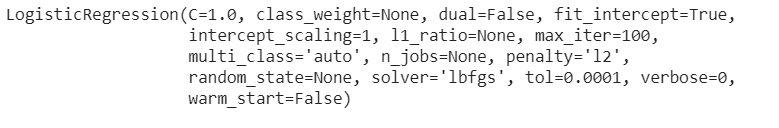 LogisticRegression(C=1.0, class_weight=None, dual=False, fit_intercept=True,
                   intercept_scaling=1, l1_ratio=None, max_iter=100,
                   multi_class='auto', n_jobs=None, penalty='l2',
                   random_state=None, solver='lbfgs', tol=0.0001, verbose=0,
                   warm_start=False)